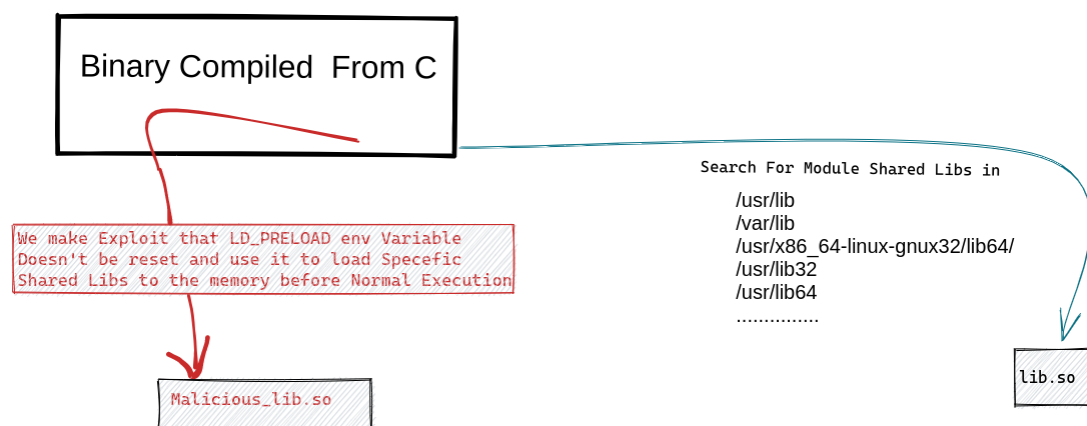 Binary Compiled From C
Search For Module Shared Libs in
/usr/lib
/var/lib
/usr/x86_64-linux-gnux32/lib64/
/usr/lib32
/usr/lib64
...............
We make Exploit that LD_PRELOAD env Variable
Doesn't be reset and use it to load Specefic
Shared Libs to the memory before Normal Execution
lib.so
Malicious_lib.so